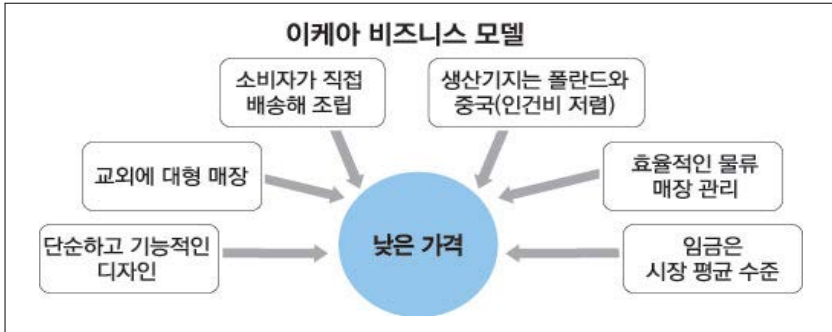 이케아 비즈니스 모델
소비자가 직접
배송해 조립
생산기지는 폴란드와
중국(인건비 저렴)
교외에 대형 매장
효율적인 물류
매장 관리
단순하고 기능적인
디자인
낮은 가격
임금은
시장 평균 수준